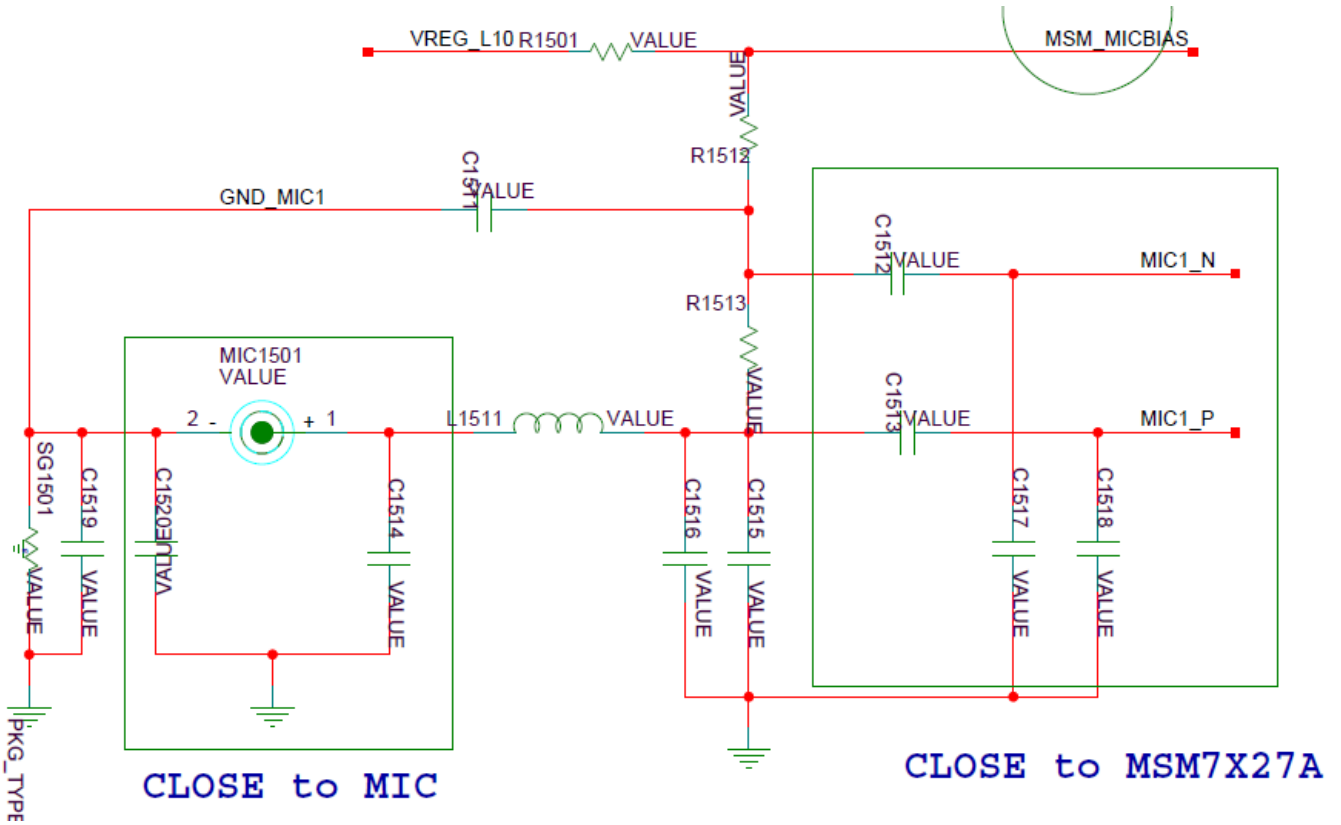 VREG_L10 R1501 VALUE MSM_MICBIAS
VALUE
R1512
GND_MIC1 C1511 VALUE
C1512 VALUE MIC1_N
R1513
VALUE
MIC1501
VALUE
2 - + 1 L1511 VALUE C1513 VALUE MIC1_P
SG1501 VALUE
C1519 VALUE
C1520 VALUE
C1514 VALUE
C1516 VALUE
C1515 VALUE
C1517 VALUE
C1518 VALUE
PKG_TYPE
CLOSE to MIC
CLOSE to MSM7X27A